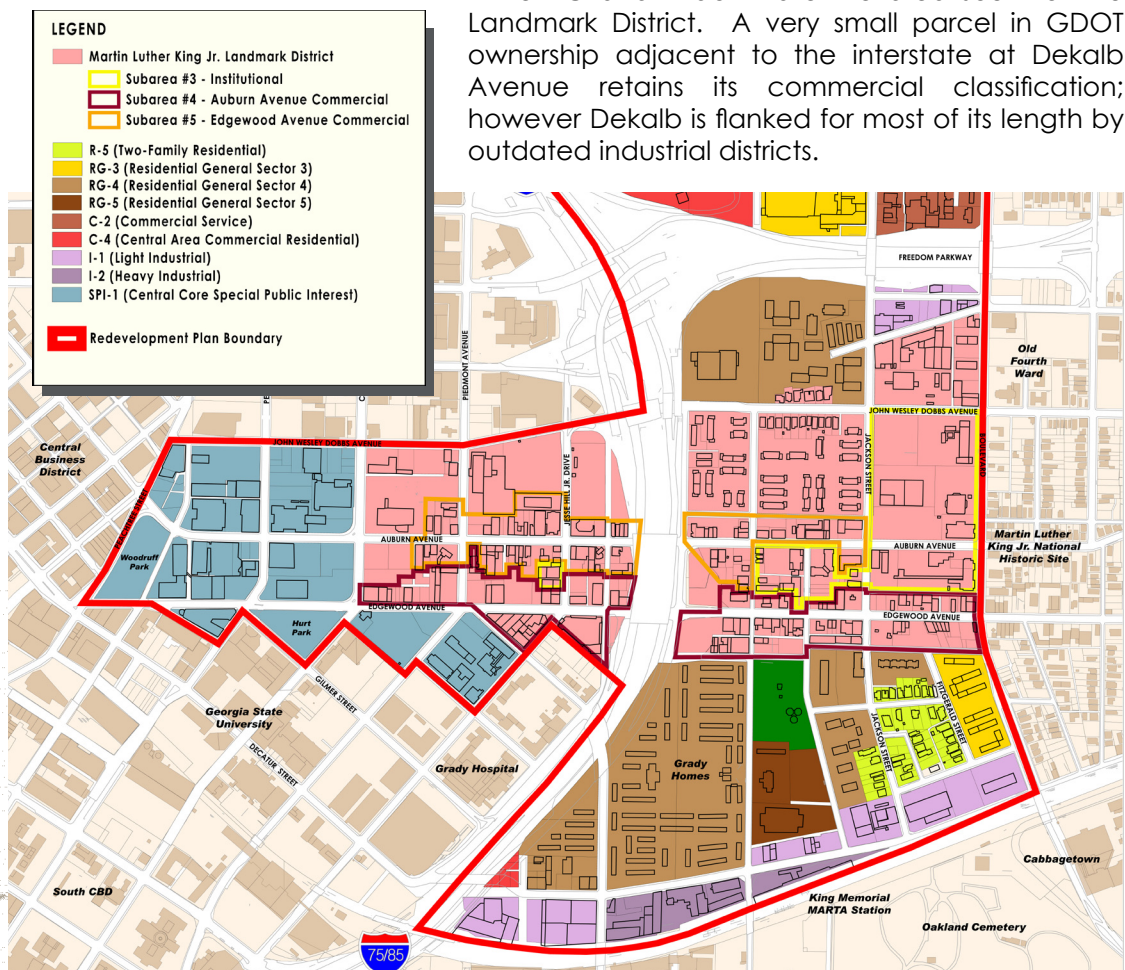 Landmark District. A very small parcel in GDOT
ownership adjacent to the interstate at Dekalb
Avenue retains its commercial classification;
however Dekalb is flanked for most of its length by
outdated industrial districts.
LEGEND
Martin Luther King Jr. Landmark District
Subarea #3 - Institutional
Subarea #4 - Auburn Avenue Commercial
Subarea #5 - Edgewood Avenue Commercial
R-5 (Two-Family Residential)
RG-3 (Residential General Sector 3)
RG-4 (Residential General Sector 4)
RG-5 (Residential General Sector 5)
C-2 (Commercial Service)
C-4 (Central Area Commercial Residential)
I-1 (Light Industrial)
I-2 (Heavy Industrial)
SPI-1 (Central Core Special Public Interest)
Redevelopment Plan Boundary
FREEDOM PARKWAY
PIEDMONT AVENUE
Old
Fourth
Ward
JOHN WESLEY DOBBS AVENUE
JOHN WESLEY DOBBS AVENUE
Central
Business
District
JACKSON STREET
BOULEVARD
JESSE HILL JR. DRIVE
PEACHTREE STREET
AUBURN AVENUE
AUBURN AVENUE
Martin Luther
King Jr. National
Historic Site
Woodruff
Park
EDGEWOOD AVENUE
EDGEWOOD AVENUE
Hurt
Park
GILMER STREET
Georgia State
University
DECATUR STREET
Grady Hospital
Grady
Homes
JACKSON STREET
FITZGERALD STREET
Cabbagetown
South CBD
King Memorial
MARTA Station
Oakland Cemetery
75/85